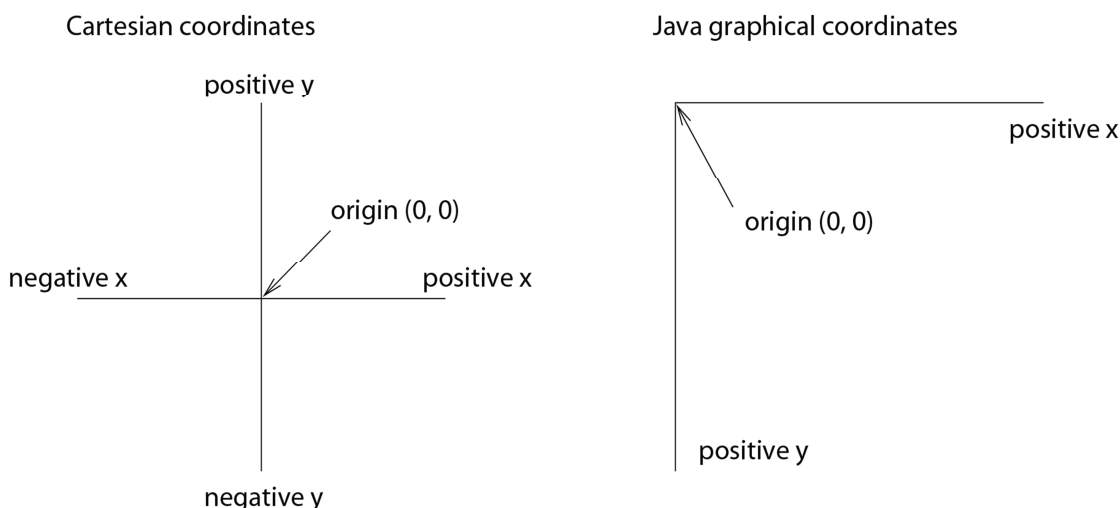 Cartesian coordinates
positive y
origin (0, 0)
negative x
positive x
negative y
Java graphical coordinates
positive x
origin (0, 0)
positive y